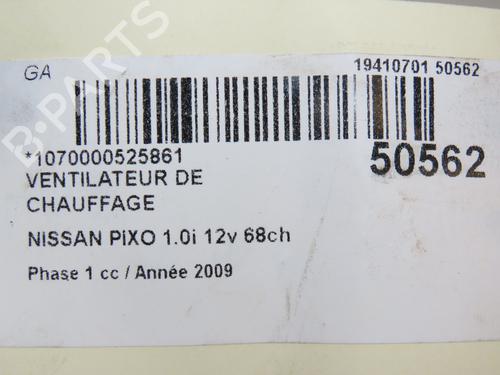 GA
19410701 50562
*1070000525861
50562
VENTILATEUR DE
CHAUFFAGE
NISSAN PIXO 1.0i 12v 68ch
Phase 1 cc / Année 2009
B-PARTS